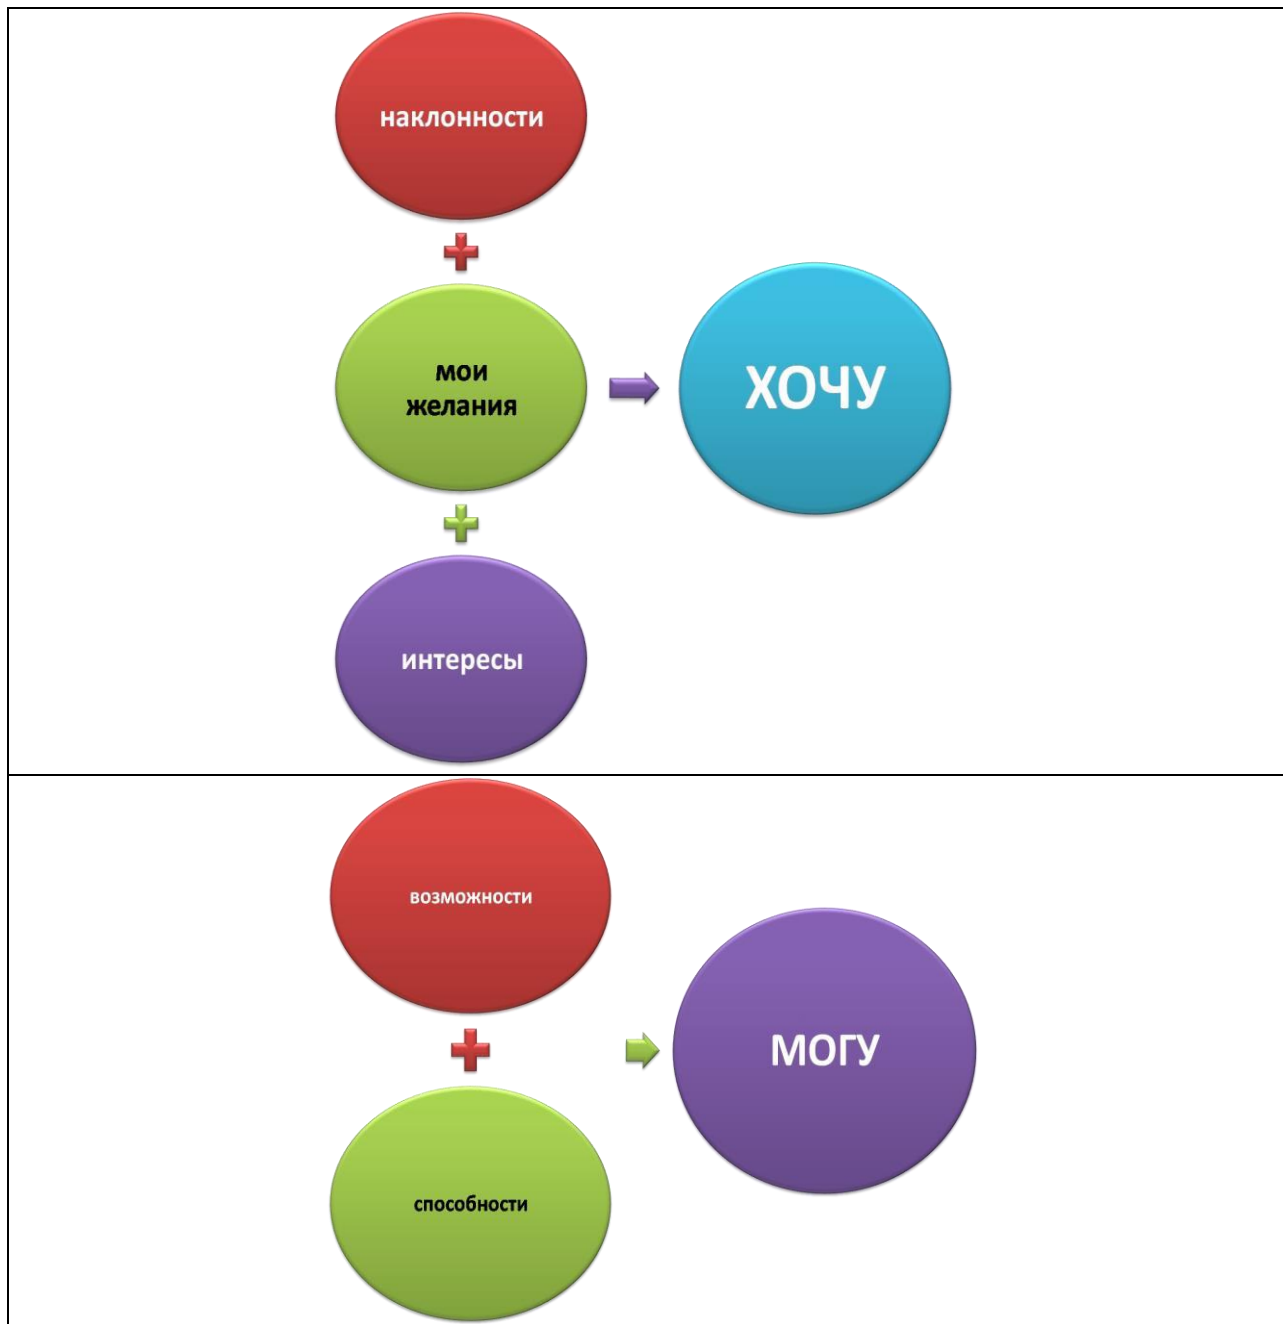 наклонности
мои
желания
ХОЧУ
интересы
возможности
МОГУ
способности